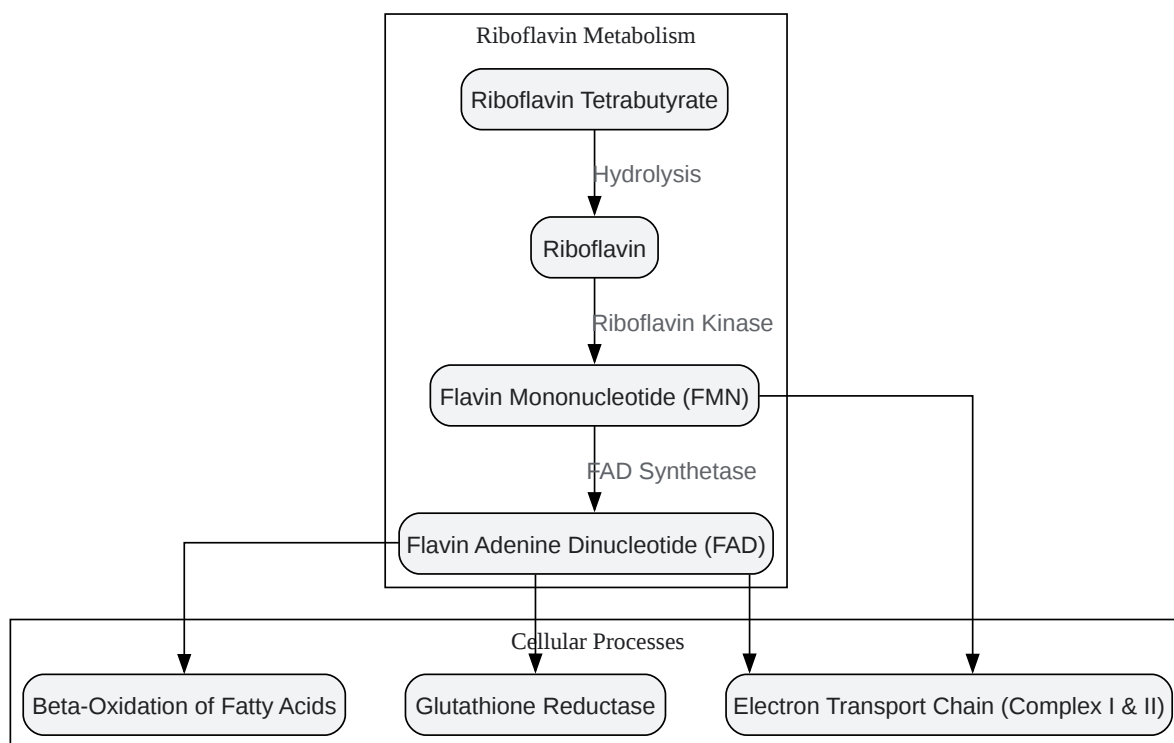 Riboflavin Metabolism
Riboflavin Tetrabutyrate
Hydrolysis
Riboflavin
Riboflavin Kinase
Flavin Mononucleotide (FMN)
FAD Synthetase
Flavin Adenine Dinucleotide (FAD)
Cellular Processes
Beta-Oxidation of Fatty Acids
Glutathione Reductase
Electron Transport Chain (Complex I & II)